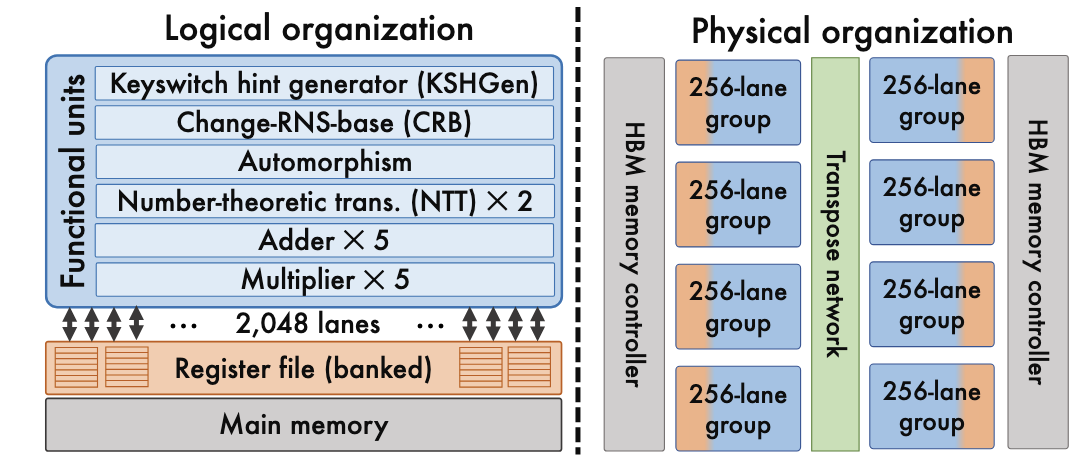 Logical organization
Functional units
Keyswitch hint generator (KSHGen)
Change-RNS-base (CRB)
Automorphism
Number-theoretic trans. (NTT) × 2
Adder × 5
Multiplier × 5
... 2,048 lanes ...
Register file (banked)
Main memory
Physical organization
HBM memory controller
256-lane
group
256-lane
group
256-lane
group
256-lane
group
Transpose network
256-lane
group
256-lane
group
256-lane
group
256-lane
group
HBM memory controller